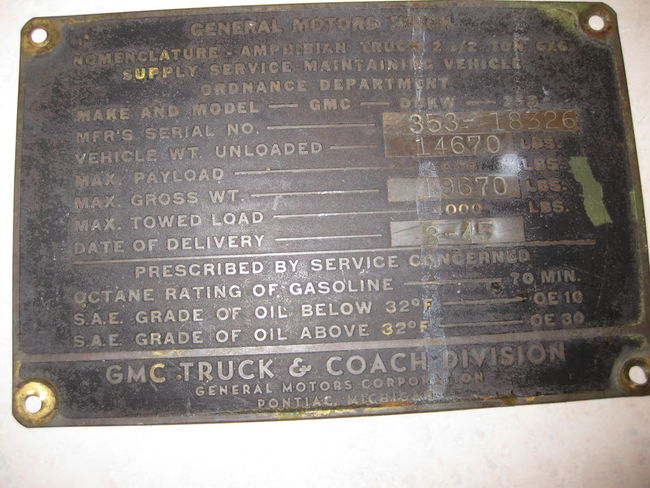 GENERAL MOTORS TRUCK
NOMENCLATURE - AMPHIBIAN TRUCK 2 1/2 TON 6X6
SUPPLY SERVICE MAINTAINING VEHICLE
ORDNANCE DEPARTMENT
MAKE AND MODEL — GMC — DUKW — 353
MFR'S SERIAL NO. 353-18326
VEHICLE WT. UNLOADED 14670 LBS.
MAX. PAYLOAD LBS.
MAX. GROSS WT. 19670 LBS.
MAX. TOWED LOAD LBS.
DATE OF DELIVERY 2-45
PRESCRIBED BY SERVICE CONCERNED
OCTANE RATING OF GASOLINE 70 MIN.
S.A.E. GRADE OF OIL BELOW 32°F OE 10
S.A.E. GRADE OF OIL ABOVE 32°F OE 30
GMC TRUCK & COACH DIVISION
GENERAL MOTORS CORPORATION
PONTIAC, MICHIGAN